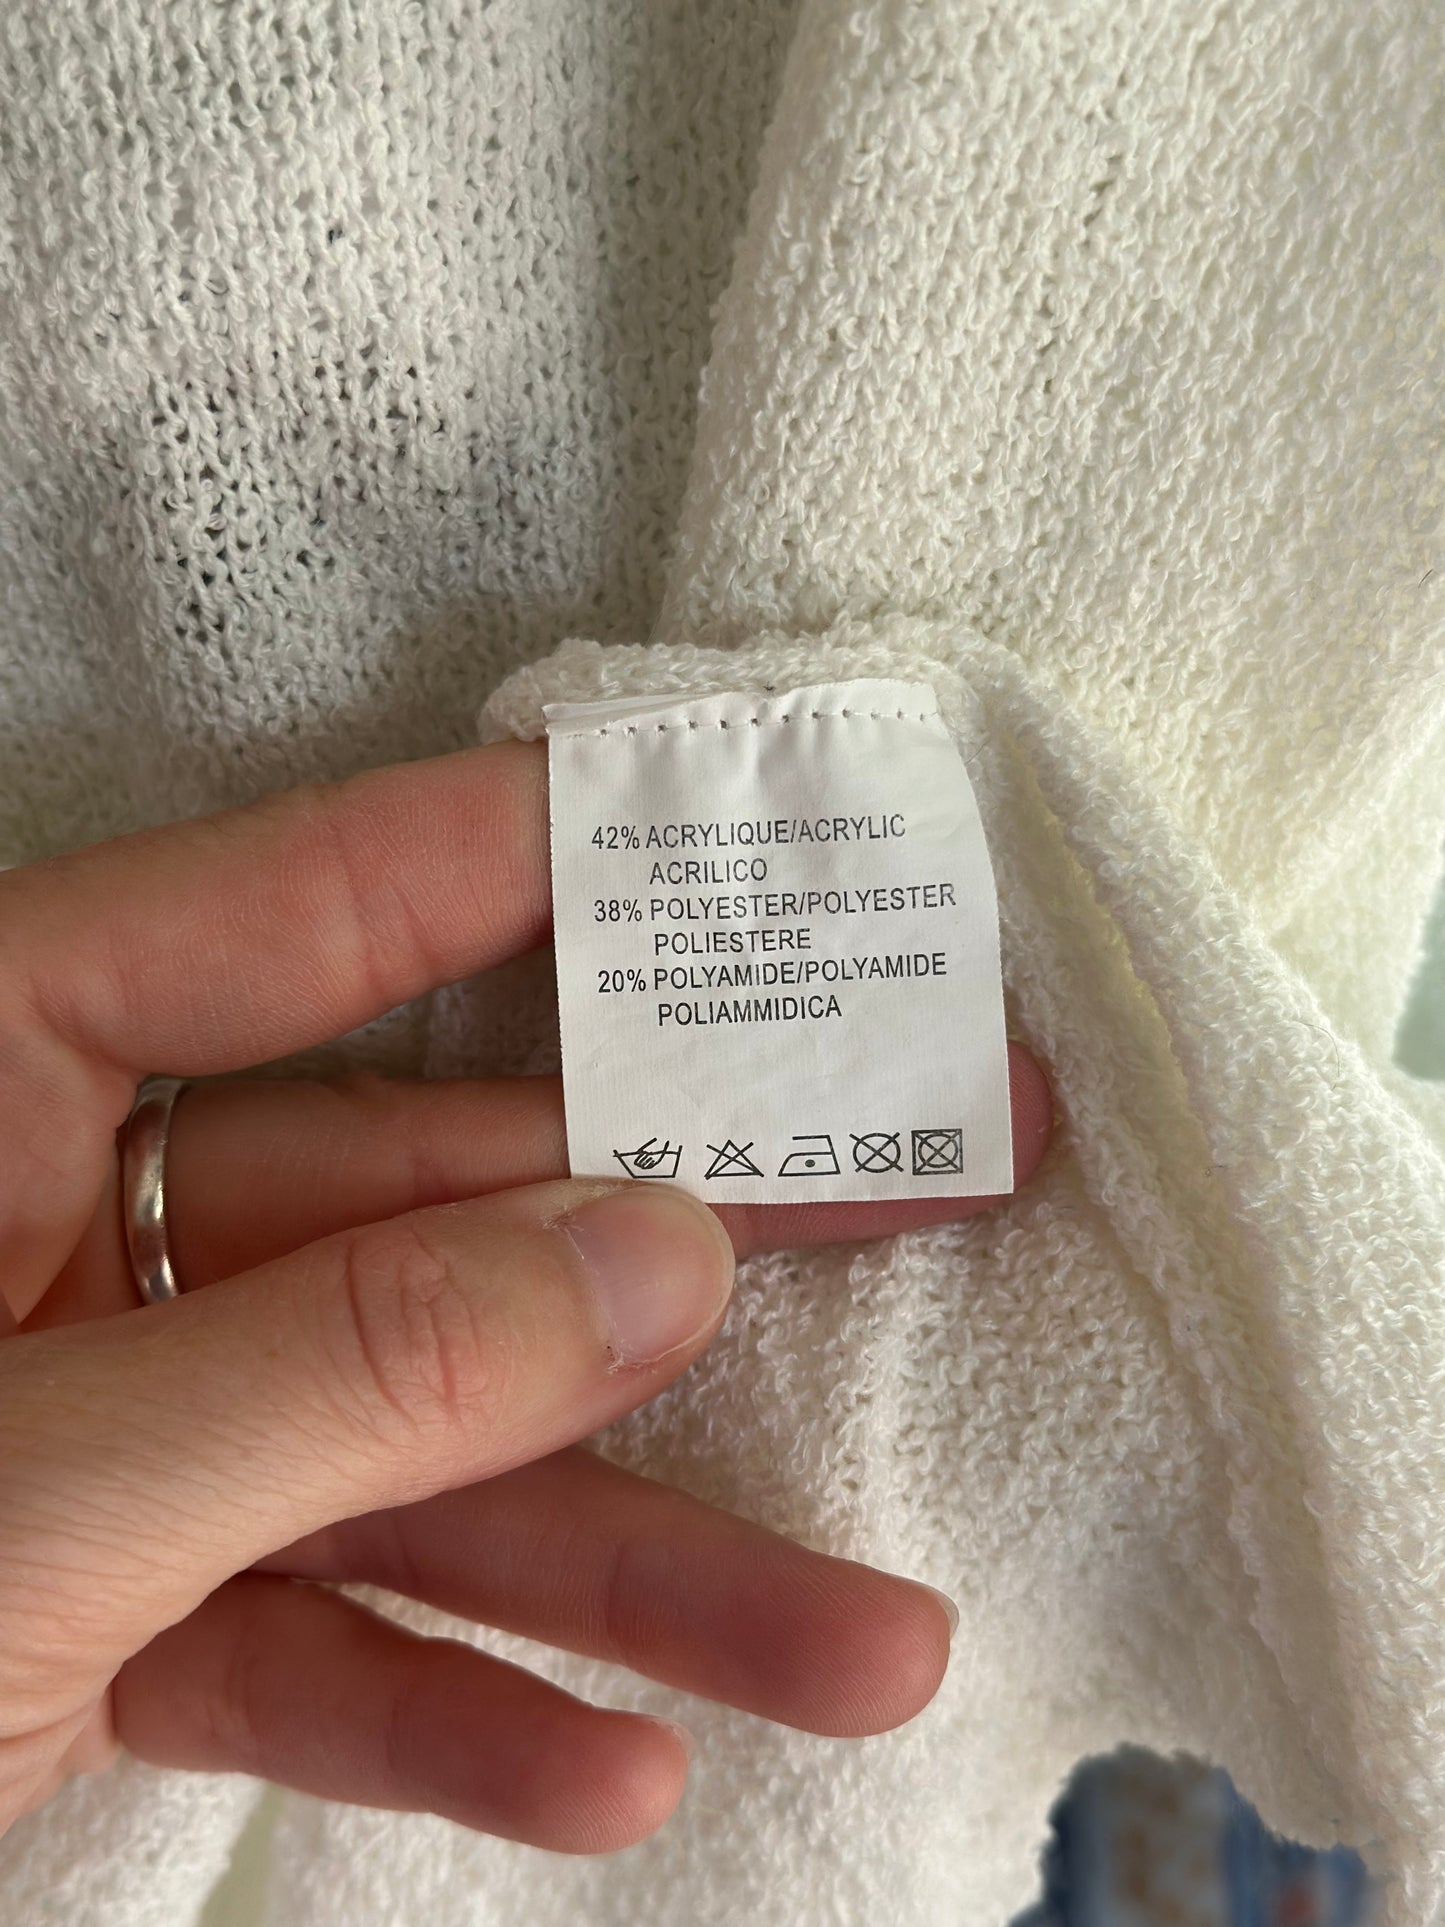 42% ACRYLIQUE/ACRYLIC
ACRILICO
38% POLYESTER/POLYESTER
POLIESTERE
20% POLYAMIDE/POLYAMIDE
POLIAMMIDICA